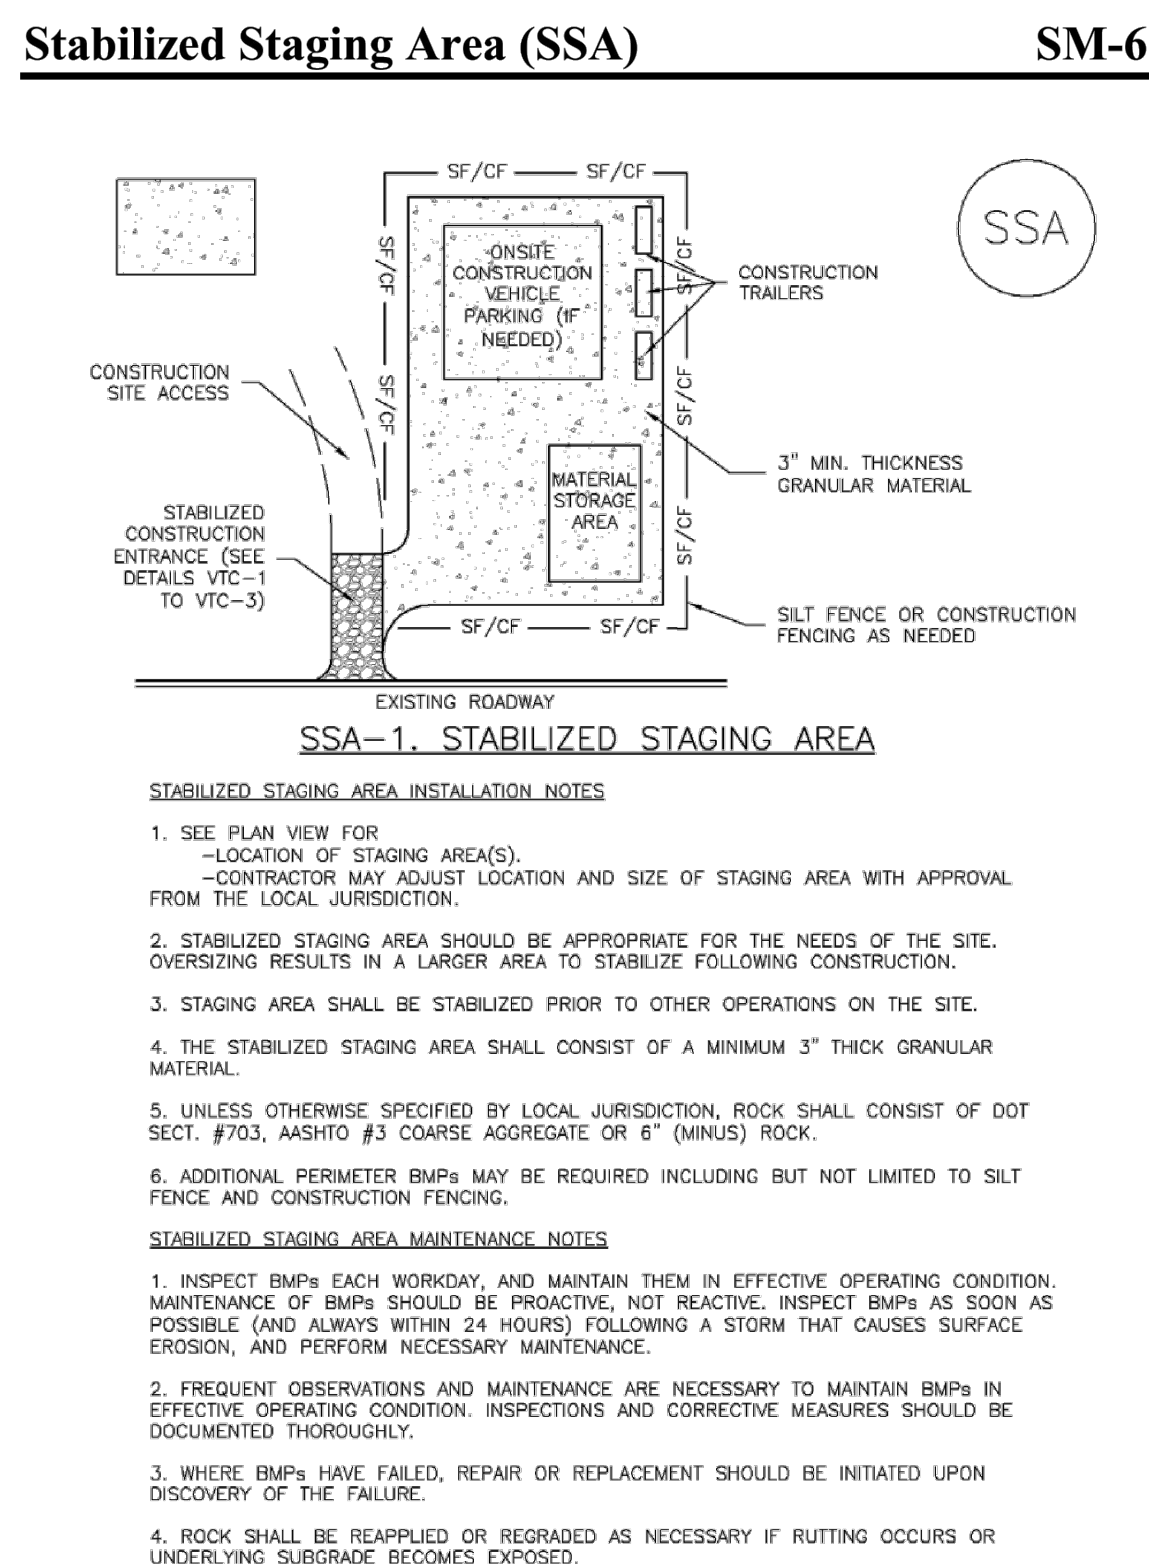 Stabilized Staging Area (SSA) SM-6
SF/CF SF/CF
SSA
SF/CF
SF/CF
ONSITE
CONSTRUCTION
VEHICLE
PARKING (IF
NEEDED)
CONSTRUCTION
TRAILERS
CONSTRUCTION
SITE ACCESS
SF/CF
SF/CF
3" MIN. THICKNESS
GRANULAR MATERIAL
MATERIAL
STORAGE
AREA
STABILIZED
CONSTRUCTION
ENTRANCE (SEE
DETAILS VTC-1
TO VTC-3)
SF/CF
SILT FENCE OR CONSTRUCTION
FENCING AS NEEDED
SF/CF SF/CF
EXISTING ROADWAY
SSA-1. STABILIZED STAGING AREA
STABILIZED STAGING AREA INSTALLATION NOTES
1. SEE PLAN VIEW FOR
-LOCATION OF STAGING AREA(S).
-CONTRACTOR MAY ADJUST LOCATION AND SIZE OF STAGING AREA WITH APPROVAL
FROM THE LOCAL JURISDICTION.
2. STABILIZED STAGING AREA SHOULD BE APPROPRIATE FOR THE NEEDS OF THE SITE.
OVERSIZING RESULTS IN A LARGER AREA TO STABILIZE FOLLOWING CONSTRUCTION.
3. STAGING AREA SHALL BE STABILIZED PRIOR TO OTHER OPERATIONS ON THE SITE.
4. THE STABILIZED STAGING AREA SHALL CONSIST OF A MINIMUM 3" THICK GRANULAR
MATERIAL.
5. UNLESS OTHERWISE SPECIFIED BY LOCAL JURISDICTION, ROCK SHALL CONSIST OF DOT
SECT. #703, AASHTO #3 COARSE AGGREGATE OR 6" (MINUS) ROCK.
6. ADDITIONAL PERIMETER BMPs MAY BE REQUIRED INCLUDING BUT NOT LIMITED TO SILT
FENCE AND CONSTRUCTION FENCING.
STABILIZED STAGING AREA MAINTENANCE NOTES
1. INSPECT BMPs EACH WORKDAY, AND MAINTAIN THEM IN EFFECTIVE OPERATING CONDITION.
MAINTENANCE OF BMPs SHOULD BE PROACTIVE, NOT REACTIVE. INSPECT BMPs AS SOON AS
POSSIBLE (AND ALWAYS WITHIN 24 HOURS) FOLLOWING A STORM THAT CAUSES SURFACE
EROSION, AND PERFORM NECESSARY MAINTENANCE.
2. FREQUENT OBSERVATIONS AND MAINTENANCE ARE NECESSARY TO MAINTAIN BMPs IN
EFFECTIVE OPERATING CONDITION. INSPECTIONS AND CORRECTIVE MEASURES SHOULD BE
DOCUMENTED THOROUGHLY.
3. WHERE BMPs HAVE FAILED, REPAIR OR REPLACEMENT SHOULD BE INITIATED UPON
DISCOVERY OF THE FAILURE.
4. ROCK SHALL BE REAPPLIED OR REGRADED AS NECESSARY IF RUTTING OCCURS OR
UNDERLYING SUBGRADE BECOMES EXPOSED.